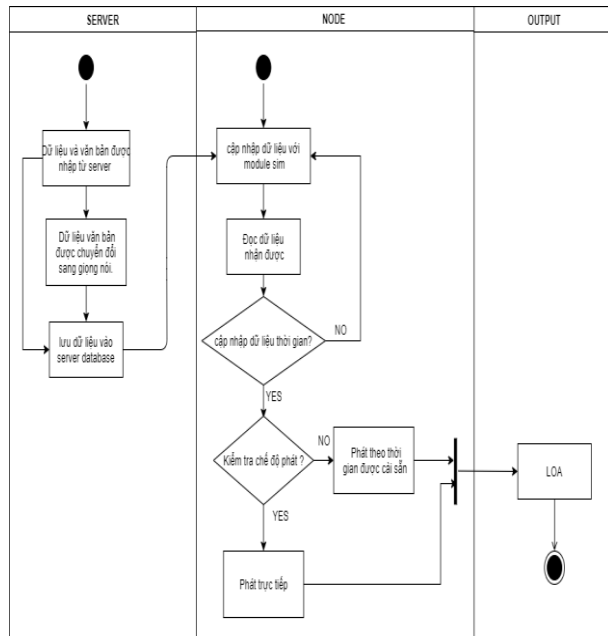 SERVER
NODE
OUTPUT
Dữ liệu và văn bản được
nhập từ server
Dữ liệu văn bản
được chuyển đổi
sang giọng nói.
lưu dữ liệu vào
server database
cập nhập dữ liệu với
module sim
Đọc dữ liệu
nhận được
cập nhập dữ liệu thời gian?
NO
YES
Kiểm tra chế độ phát ?
NO
Phát theo thời
gian được cài sẵn
YES
Phát trực tiếp
LOA